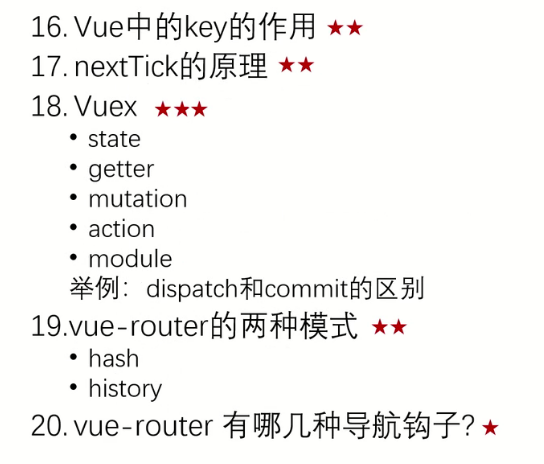 16. Vue中的key的作用 ★★
17. nextTick的原理 ★★
18. Vuex ★★★
• state
• getter
• mutation
• action
• module
举例：dispatch和commit的区别
19.vue-router的两种模式 ★★
• hash
• history
20. vue-router 有哪几种导航钩子? ★